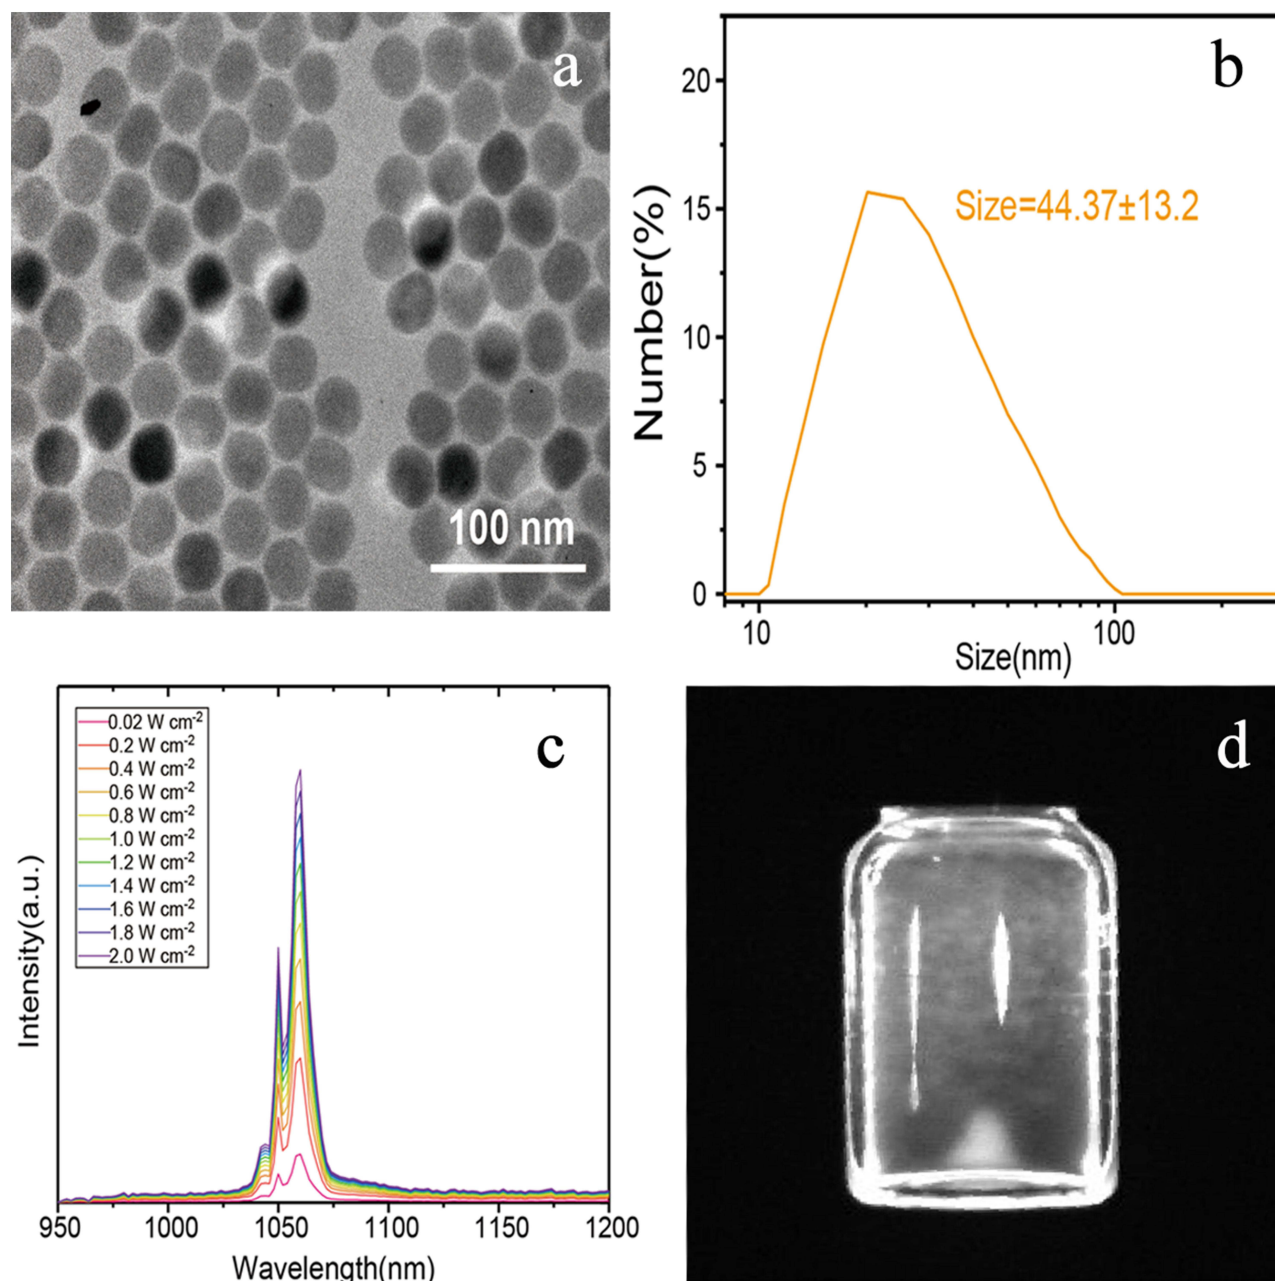 a
100 nm
b
20
15
10
5
0
Number(%)
Size=44.37±13.2
10
100
Size(nm)
c
0.02 W cm-2
0.2 W cm-2
0.4 W cm-2
0.6 W cm-2
0.8 W cm-2
1.0 W cm-2
1.2 W cm-2
1.4 W cm-2
1.6 W cm-2
1.8 W cm-2
2.0 W cm-2
Intensity(a.u.)
950 1000 1050 1100 1150 1200
Wavelength(nm)
d